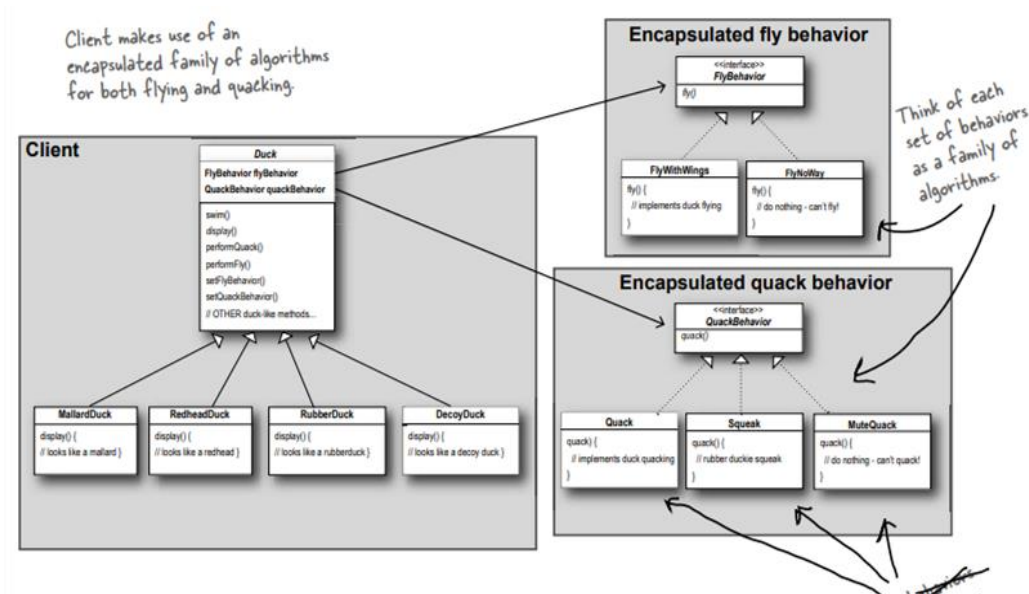 Client makes use of an
encapsulated family of algorithms
for both flying and quacking.
Client
Duck
FlyBehavior flyBehavior
QuackBehavior quackBehavior
swim()
display()
performQuack()
performFly()
setFlyBehavior()
setQuackBehavior()
// OTHER duck-like methods...
MallardDuck
display() {
// looks like a mallard }
RedheadDuck
display() {
// looks like a redhead }
RubberDuck
display() {
// looks like a rubberduck }
DecoyDuck
display() {
// looks like a decoy duck }
Encapsulated fly behavior
<<interface>>
FlyBehavior
fly()
FlyWithWings
fly() {
// implements duck flying
}
FlyNoWay
fly() {
// do nothing - can't fly!
}
Think of each
set of behaviors
as a family of
algorithms.
Encapsulated quack behavior
<<interface>>
QuackBehavior
quack()
Quack
quack) {
// implements duck quacking
}
Squeak
quack() {
// rubber duckie squeak
}
MuteQuack
quack() {
// do nothing - can't quack!
}